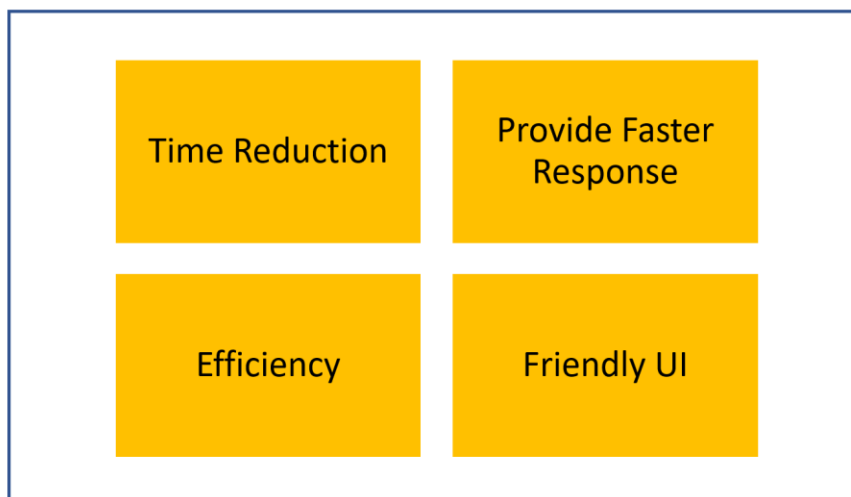 Time Reduction
Provide Faster
Response
Efficiency
Friendly UI